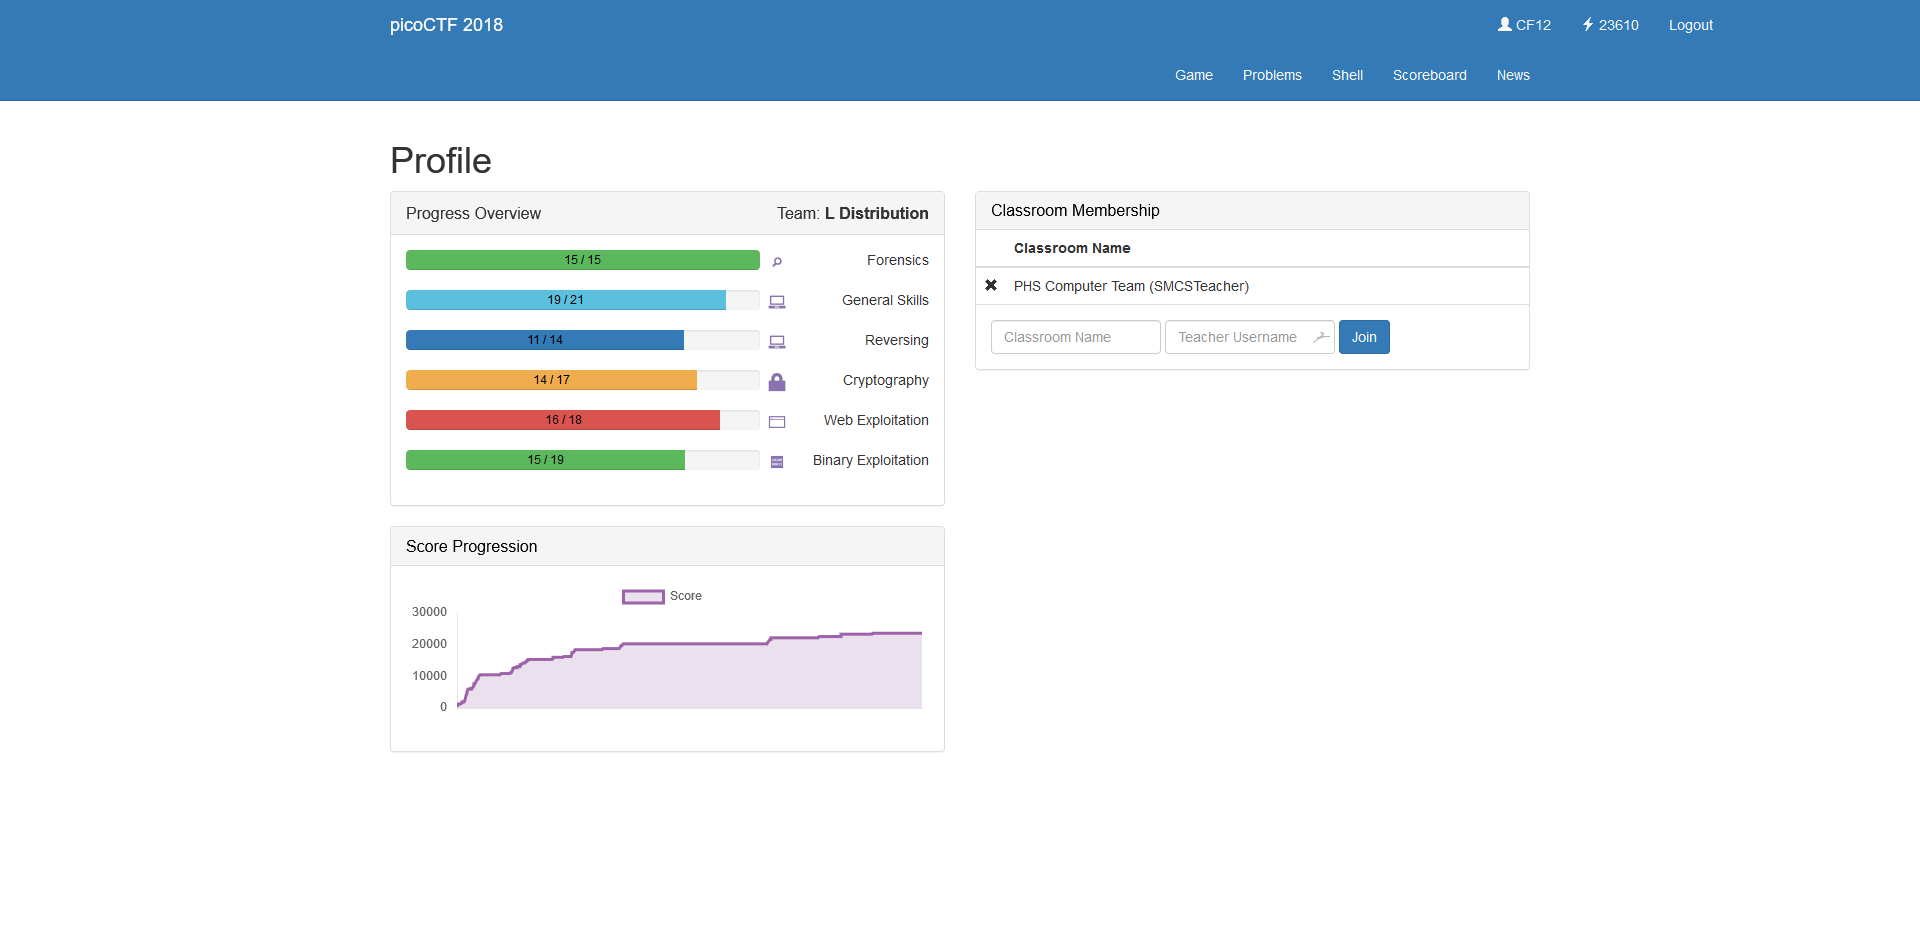 picoCTF 2018
CF12 23610 Logout
Game Problems Shell Scoreboard News
Profile
Progress Overview Team: L Distribution
15 / 15 Forensics
19 / 21 General Skills
11 / 14 Reversing
14 / 17 Cryptography
16 / 18 Web Exploitation
15 / 19 Binary Exploitation
Score Progression
Score
30000
20000
10000
0
Classroom Membership
Classroom Name
PHS Computer Team (SMCSTeacher)
Classroom Name Teacher Username Join